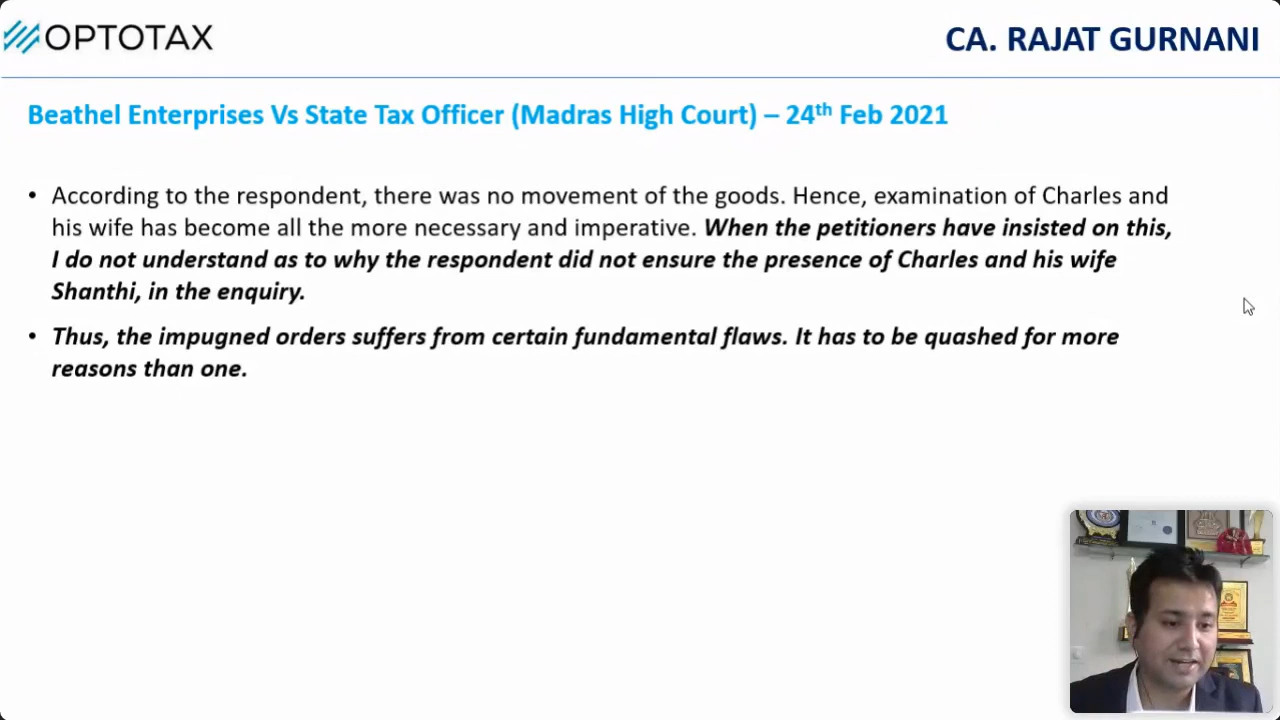 OPTOTAX
CA. RAJAT GURNANI
Beathel Enterprises Vs State Tax Officer (Madras High Court) – 24th Feb 2021
• According to the respondent, there was no movement of the goods. Hence, examination of Charles and
his wife has become all the more necessary and imperative. When the petitioners have insisted on this,
I do not understand as to why the respondent did not ensure the presence of Charles and his wife
Shanthi, in the enquiry.
• Thus, the impugned orders suffers from certain fundamental flaws. It has to be quashed for more
reasons than one.